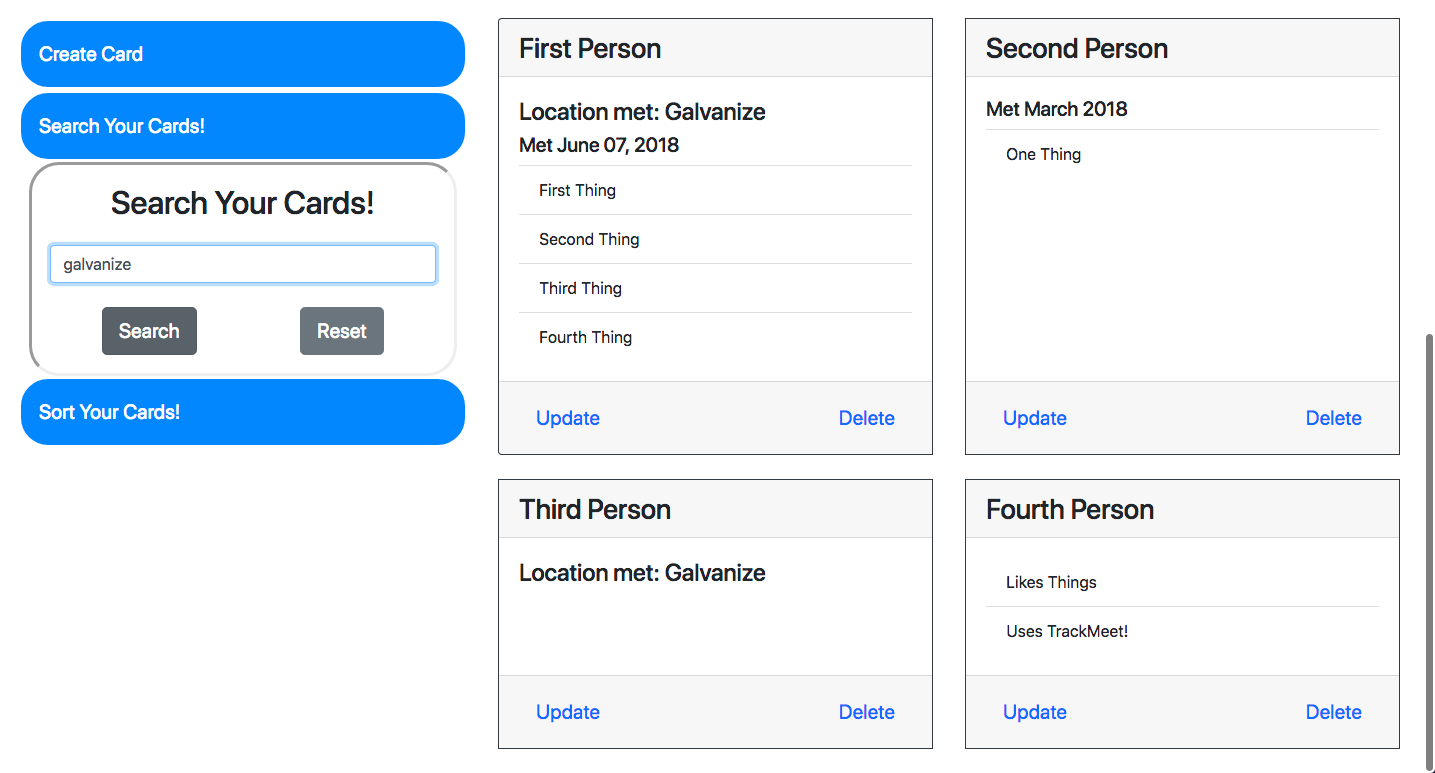 Create Card
Search Your Cards!
Search Your Cards!
galvanize
Search
Reset
Sort Your Cards!
First Person
Location met: Galvanize
Met June 07, 2018
First Thing
Second Thing
Third Thing
Fourth Thing
Update
Delete
Second Person
Met March 2018
One Thing
Update
Delete
Third Person
Location met: Galvanize
Update
Delete
Fourth Person
Likes Things
Uses TrackMeet!
Update
Delete